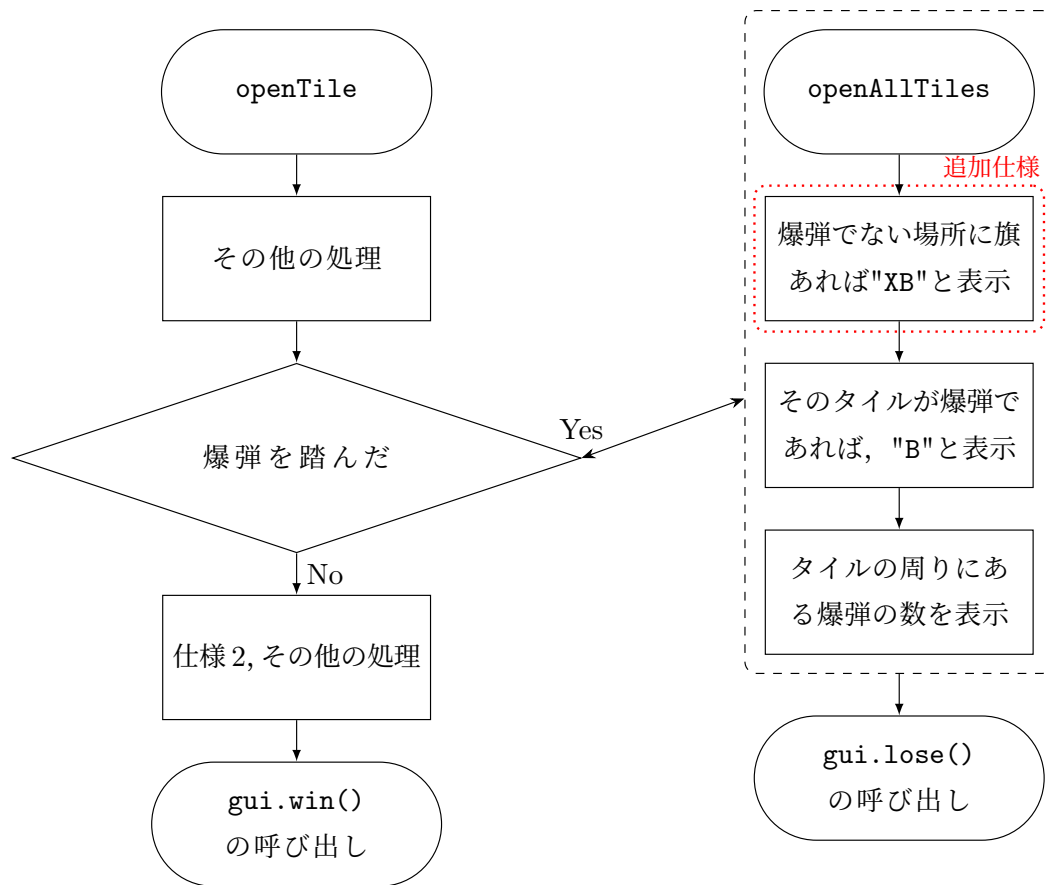 openTile
その他の処理
爆弾を踏んだ
Yes
No
仕様 2, その他の処理
gui.win()
の呼び出し
openAllTiles
追加仕様
爆弾でない場所に旗
あれば"XB"と表示
そのタイルが爆弾で
あれば，"B"と表示
タイルの周りにあ
る爆弾の数を表示
gui.lose()
の呼び出し